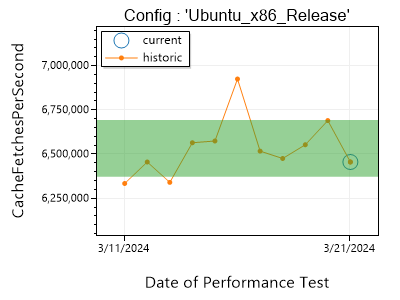 Config : 'Ubuntu_x86_Release'
current
historic
CacheFetchesPerSecond
7,000,000
6,750,000
6,500,000
6,250,000
3/11/2024
3/21/2024
Date of Performance Test